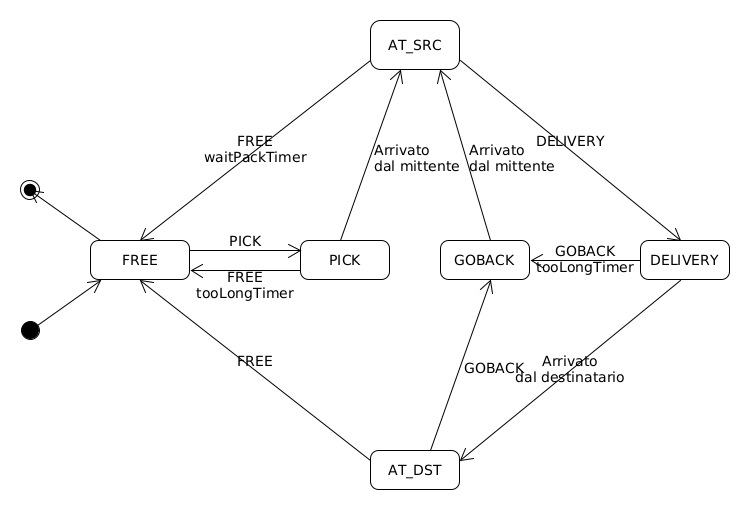 AT_SRC
FREE
waitPackTimer
Arrivato
dal mittente
Arrivato
dal mittente
DELIVERY
FREE
PICK
FREE
tooLongTimer
PICK
GOBACK
GOBACK
tooLongTimer
DELIVERY
FREE
GOBACK
Arrivato
dal destinatario
AT_DST